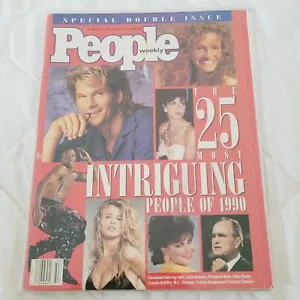 SPECIAL DOUBLE ISSUE
People
weekly
THE
25
MOST
INTRIGUING
PEOPLE OF 1990